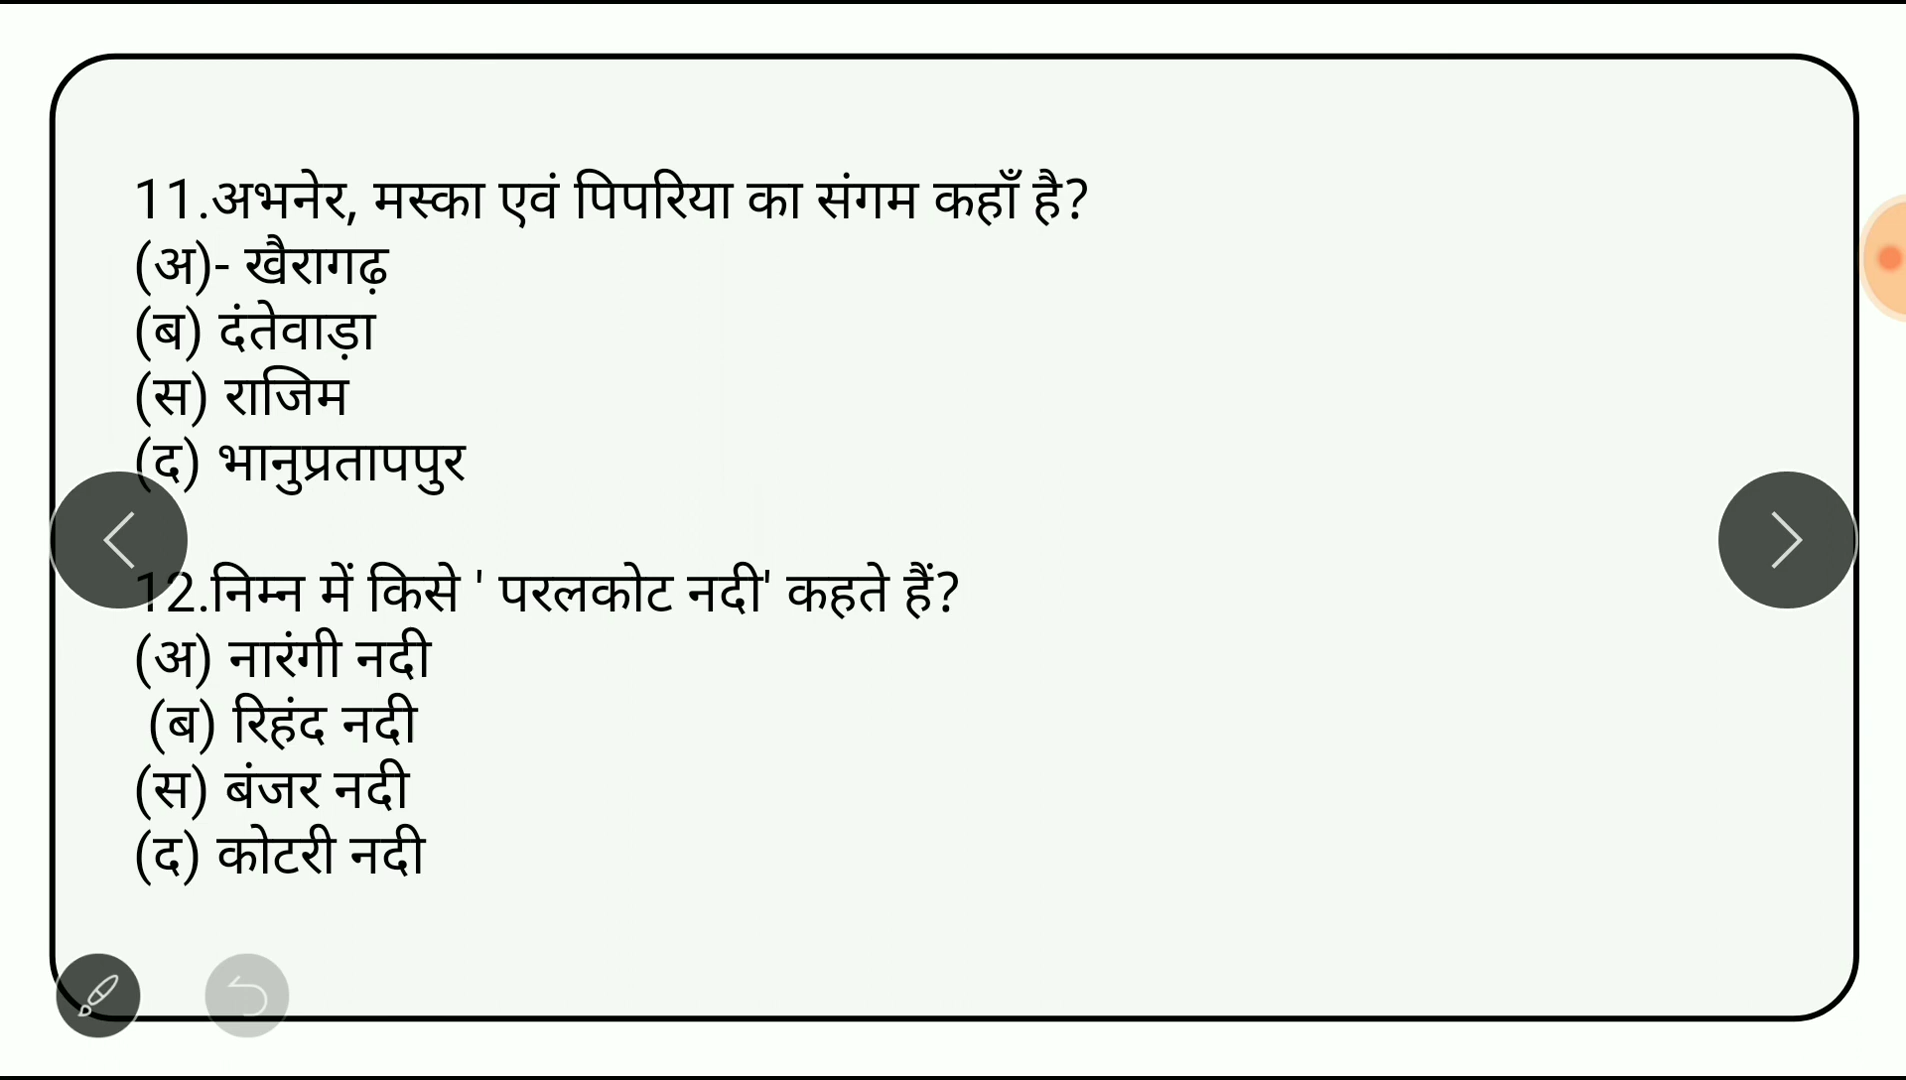 11.अभनेर, मस्का एवं पिपरिया का संगम कहाँ है?
(अ)- खैरागढ़
(ब) दंतेवाड़ा
(स) राजिम
(द) भानुप्रतापपुर
12.निम्न में किसे ' परलकोट नदी' कहते हैं?
(अ) नारंगी नदी
(ब) रिहंद नदी
(स) बंजर नदी
(द) कोटरी नदी